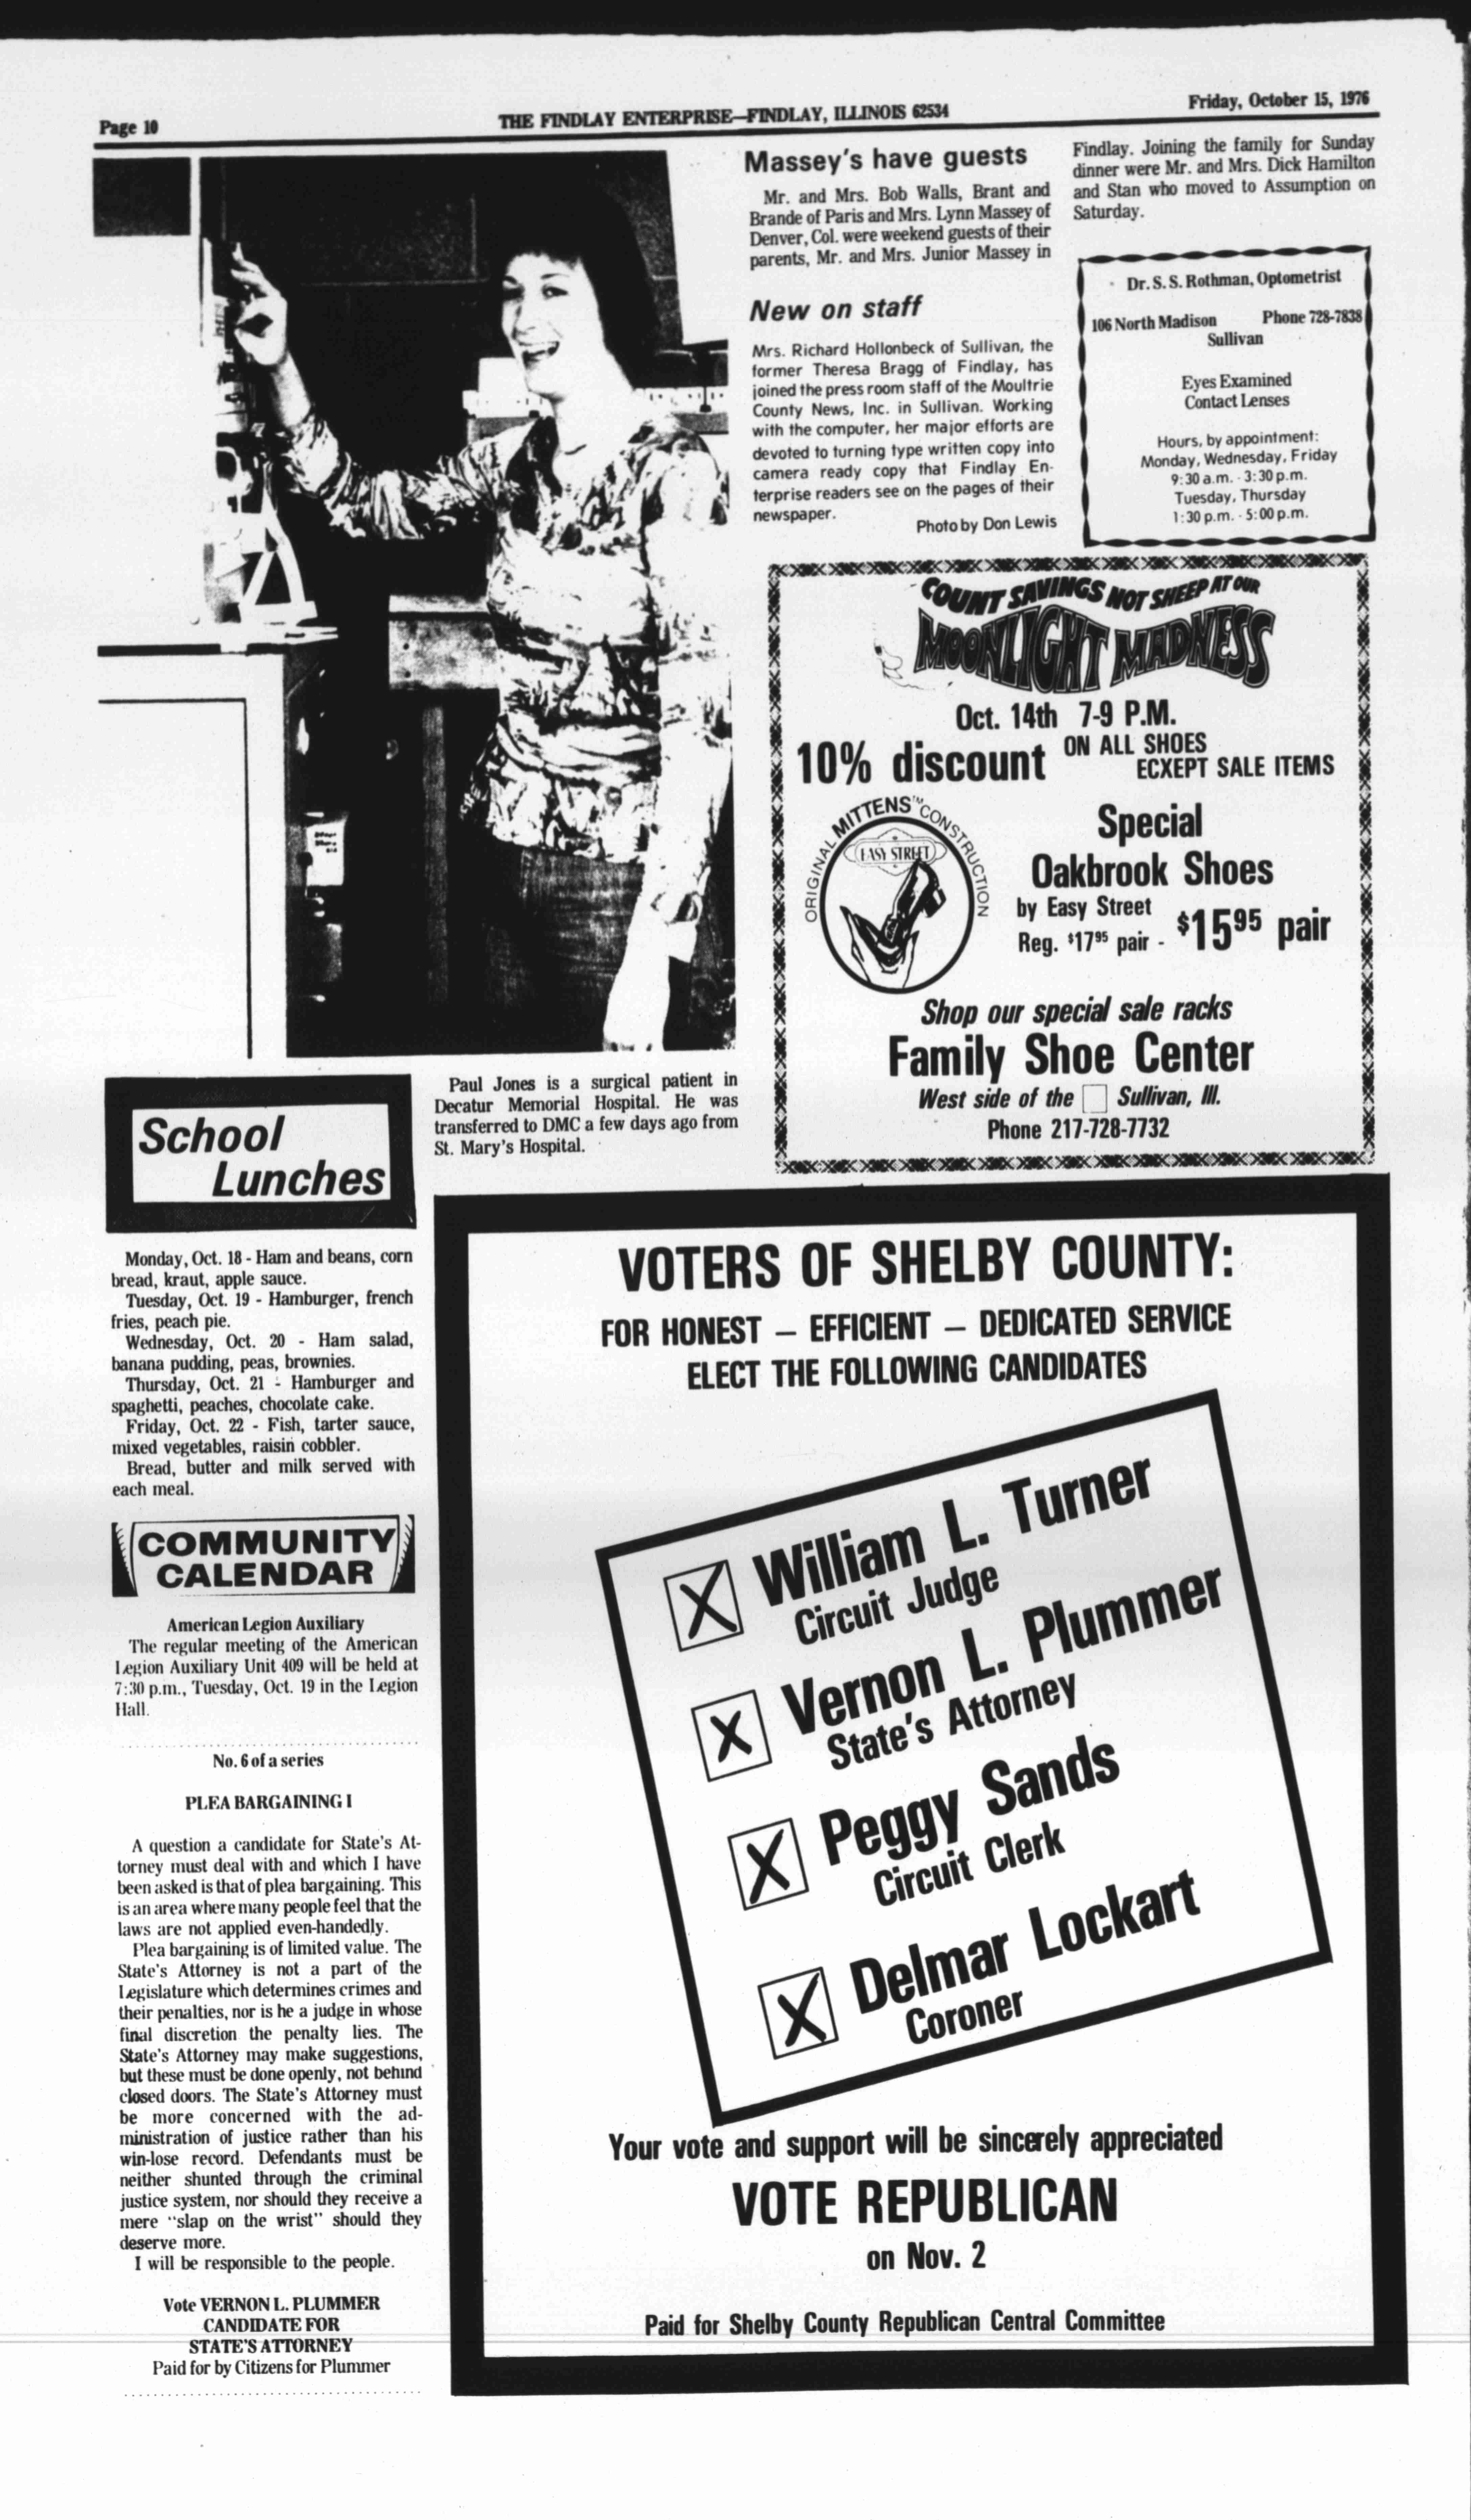 Page 10
THE FINDLAY ENTERPRISE—FINDLAY, ILLINOIS 62534
Friday, October 15, 1976
Massey's have guests
Mr. and Mrs. Bob Walls, Brant and
Brande of Paris and Mrs. Lynn Massey of
Denver, Col. were weekend guests of their
parents, Mr. and Mrs. Junior Massey in
Findlay. Joining the family for Sunday
dinner were Mr. and Mrs. Dick Hamilton
and Stan who moved to Assumption on
Saturday.
New on staff
Mrs. Richard Hollonbeck of Sullivan, the
former Theresa Bragg of Findlay, has
joined the press room staff of the Moultrie
County News, Inc. in Sullivan. Working
with the computer, her major efforts are
devoted to turning type written copy into
camera ready copy that Findlay En-
terprise readers see on the pages of their
newspaper.
Photo by Don Lewis
Dr. S. S. Rothman, Optometrist
106 North Madison Phone 728-7838
Sullivan
Eyes Examined
Contact Lenses
Hours, by appointment:
Monday, Wednesday, Friday
9:30 a.m. - 3:30 p.m.
Tuesday, Thursday
1:30 p.m. - 5:00 p.m.
COUNT SAVINGS NOT SHEEP AT OUR
MOONLIGHT MADNESS
Oct. 14th 7-9 P.M.
10% discount ON ALL SHOES
ECXEPT SALE ITEMS
ORIGINAL MITTENS™ CONSTRUCTION
EASY STREET
Special
Oakbrook Shoes
by Easy Street
Reg. $17⁹⁵ pair - $15⁹⁵ pair
Shop our special sale racks
Family Shoe Center
West side of the □ Sullivan, Ill.
Phone 217-728-7732
Paul Jones is a surgical patient in
Decatur Memorial Hospital. He was
transferred to DMC a few days ago from
St. Mary's Hospital.
School
Lunches
Monday, Oct. 18 - Ham and beans, corn
bread, kraut, apple sauce.
Tuesday, Oct. 19 - Hamburger, french
fries, peach pie.
Wednesday, Oct. 20 - Ham salad,
banana pudding, peas, brownies.
Thursday, Oct. 21 - Hamburger and
spaghetti, peaches, chocolate cake.
Friday, Oct. 22 - Fish, tarter sauce,
mixed vegetables, raisin cobbler.
Bread, butter and milk served with
each meal.
COMMUNITY
CALENDAR
American Legion Auxiliary
The regular meeting of the American
Legion Auxiliary Unit 409 will be held at
7:30 p.m., Tuesday, Oct. 19 in the Legion
Hall.
No. 6 of a series
PLEA BARGAINING I
A question a candidate for State's At-
torney must deal with and which I have
been asked is that of plea bargaining. This
is an area where many people feel that the
laws are not applied even-handedly.
Plea bargaining is of limited value. The
State's Attorney is not a part of the
Legislature which determines crimes and
their penalties, nor is he a judge in whose
final discretion the penalty lies. The
State's Attorney may make suggestions,
but these must be done openly, not behind
closed doors. The State's Attorney must
be more concerned with the ad-
ministration of justice rather than his
win-lose record. Defendants must be
neither shunted through the criminal
justice system, nor should they receive a
mere "slap on the wrist" should they
deserve more.
I will be responsible to the people.
Vote VERNON L. PLUMMER
CANDIDATE FOR
STATE'S ATTORNEY
Paid for by Citizens for Plummer
VOTERS OF SHELBY COUNTY:
FOR HONEST — EFFICIENT — DEDICATED SERVICE
ELECT THE FOLLOWING CANDIDATES
X William L. Turner
Circuit Judge
X Vernon L. Plummer
State's Attorney
X Peggy Sands
Circuit Clerk
X Delmar Lockart
Coroner
Your vote and support will be sincerely appreciated
VOTE REPUBLICAN
on Nov. 2
Paid for Shelby County Republican Central Committee